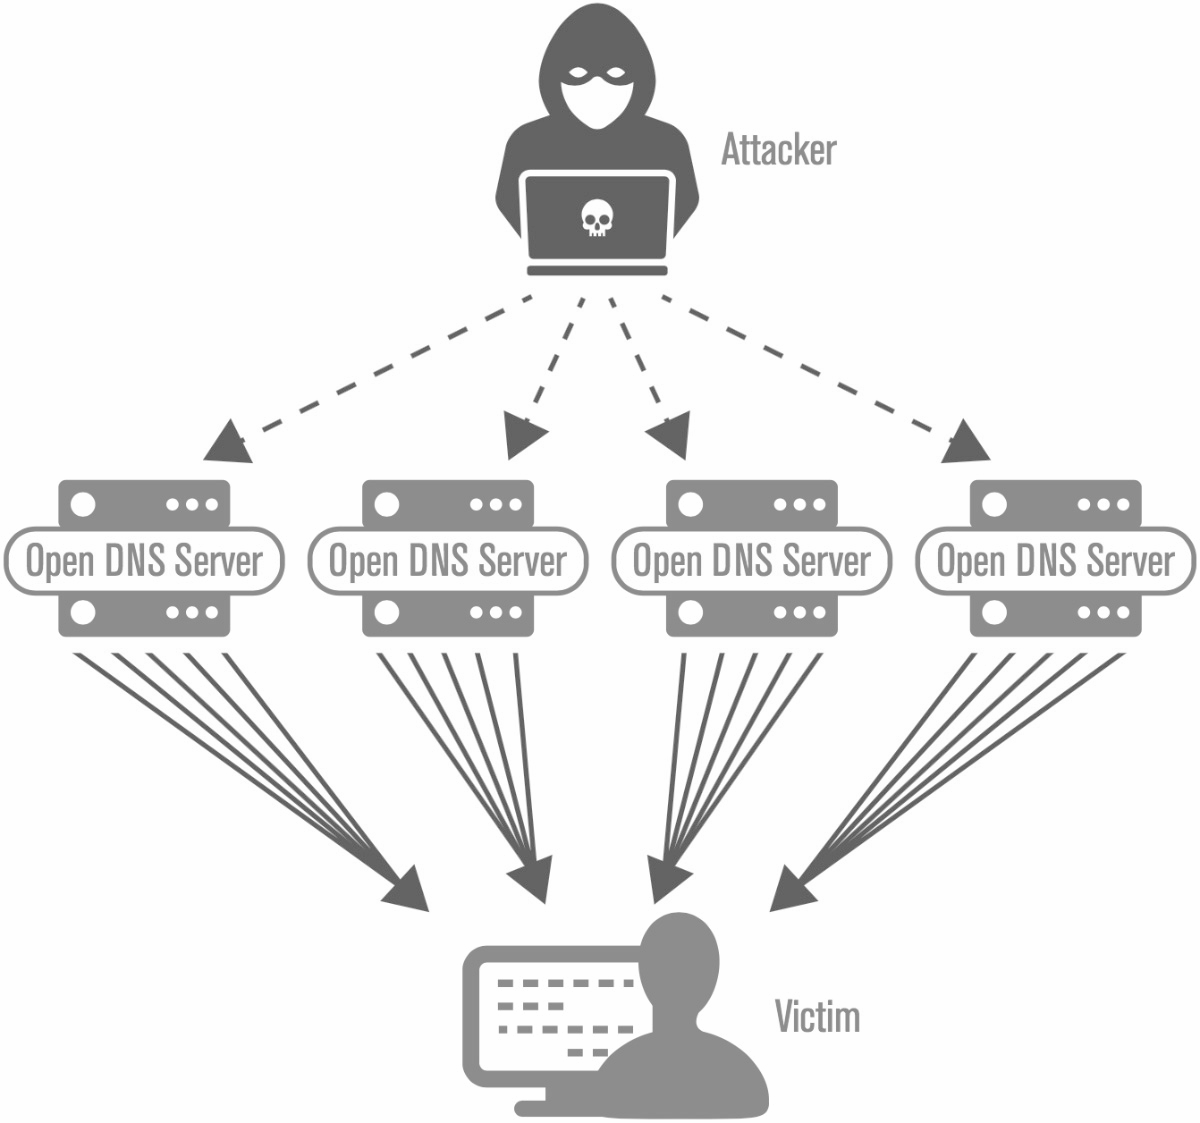 Attacker
Open DNS Server
Open DNS Server
Open DNS Server
Open DNS Server
Victim